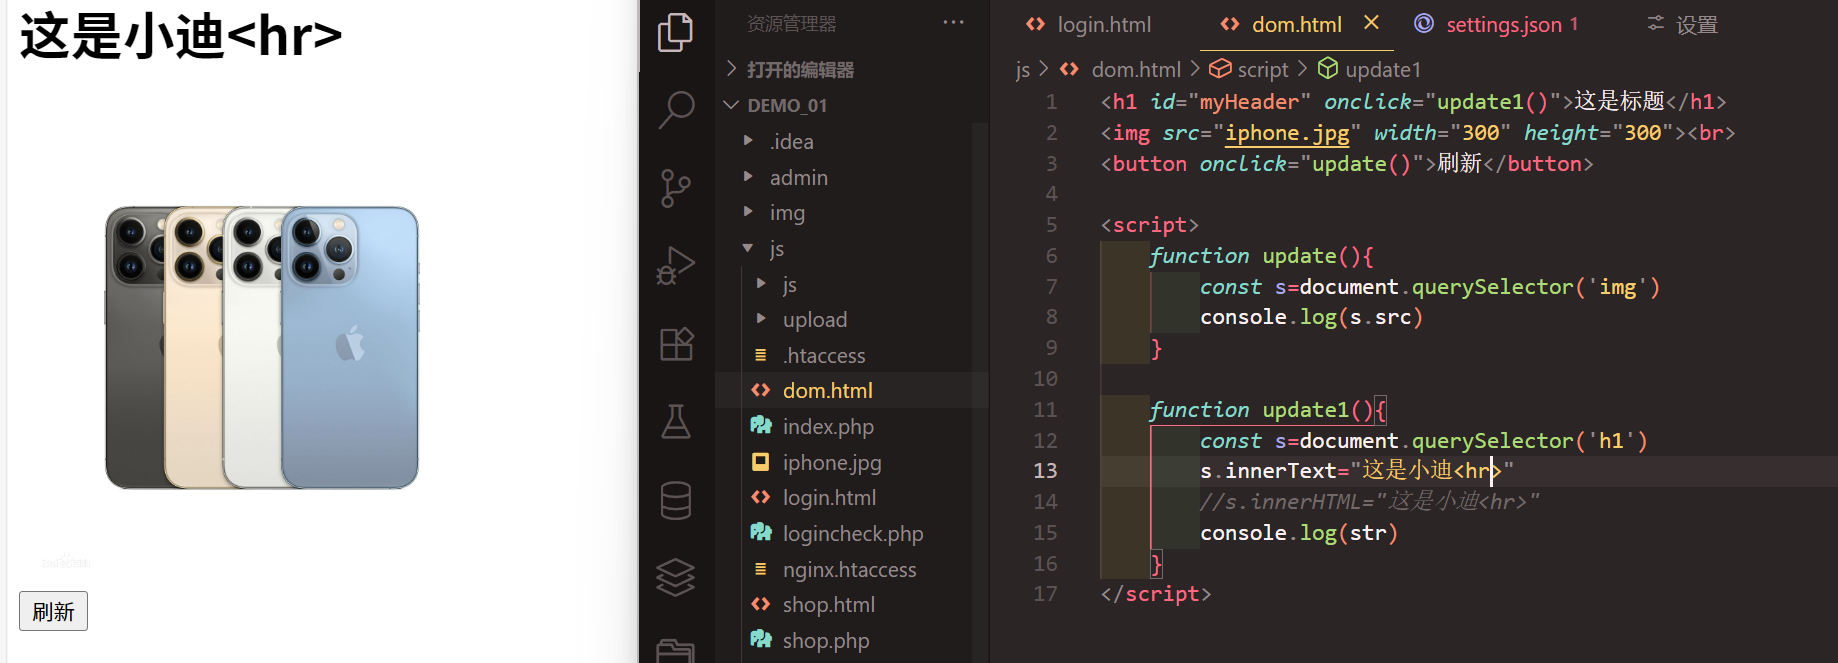 这是小迪<hr>
刷新
资源管理器 ···
打开的编辑器
DEMO_01
.idea
admin
img
js
js
upload
.htaccess
dom.html
index.php
iphone.jpg
login.html
logincheck.php
nginx.htaccess
shop.html
shop.php
login.html dom.html settings.json 1 设置
js > dom.html > script > update1
1 <h1 id="myHeader" onclick="update1()">这是标题</h1>
2 <img src="iphone.jpg" width="300" height="300"><br>
3 <button onclick="update()">刷新</button>
4
5 <script>
6 function update(){
7 const s=document.querySelector('img')
8 console.log(s.src)
9 }
10
11 function update1(){
12 const s=document.querySelector('h1')
13 s.innerText="这是小迪<hr>"
14 //s.innerHTML="这是小迪<hr>"
15 console.log(str)
16 }
17 </script>